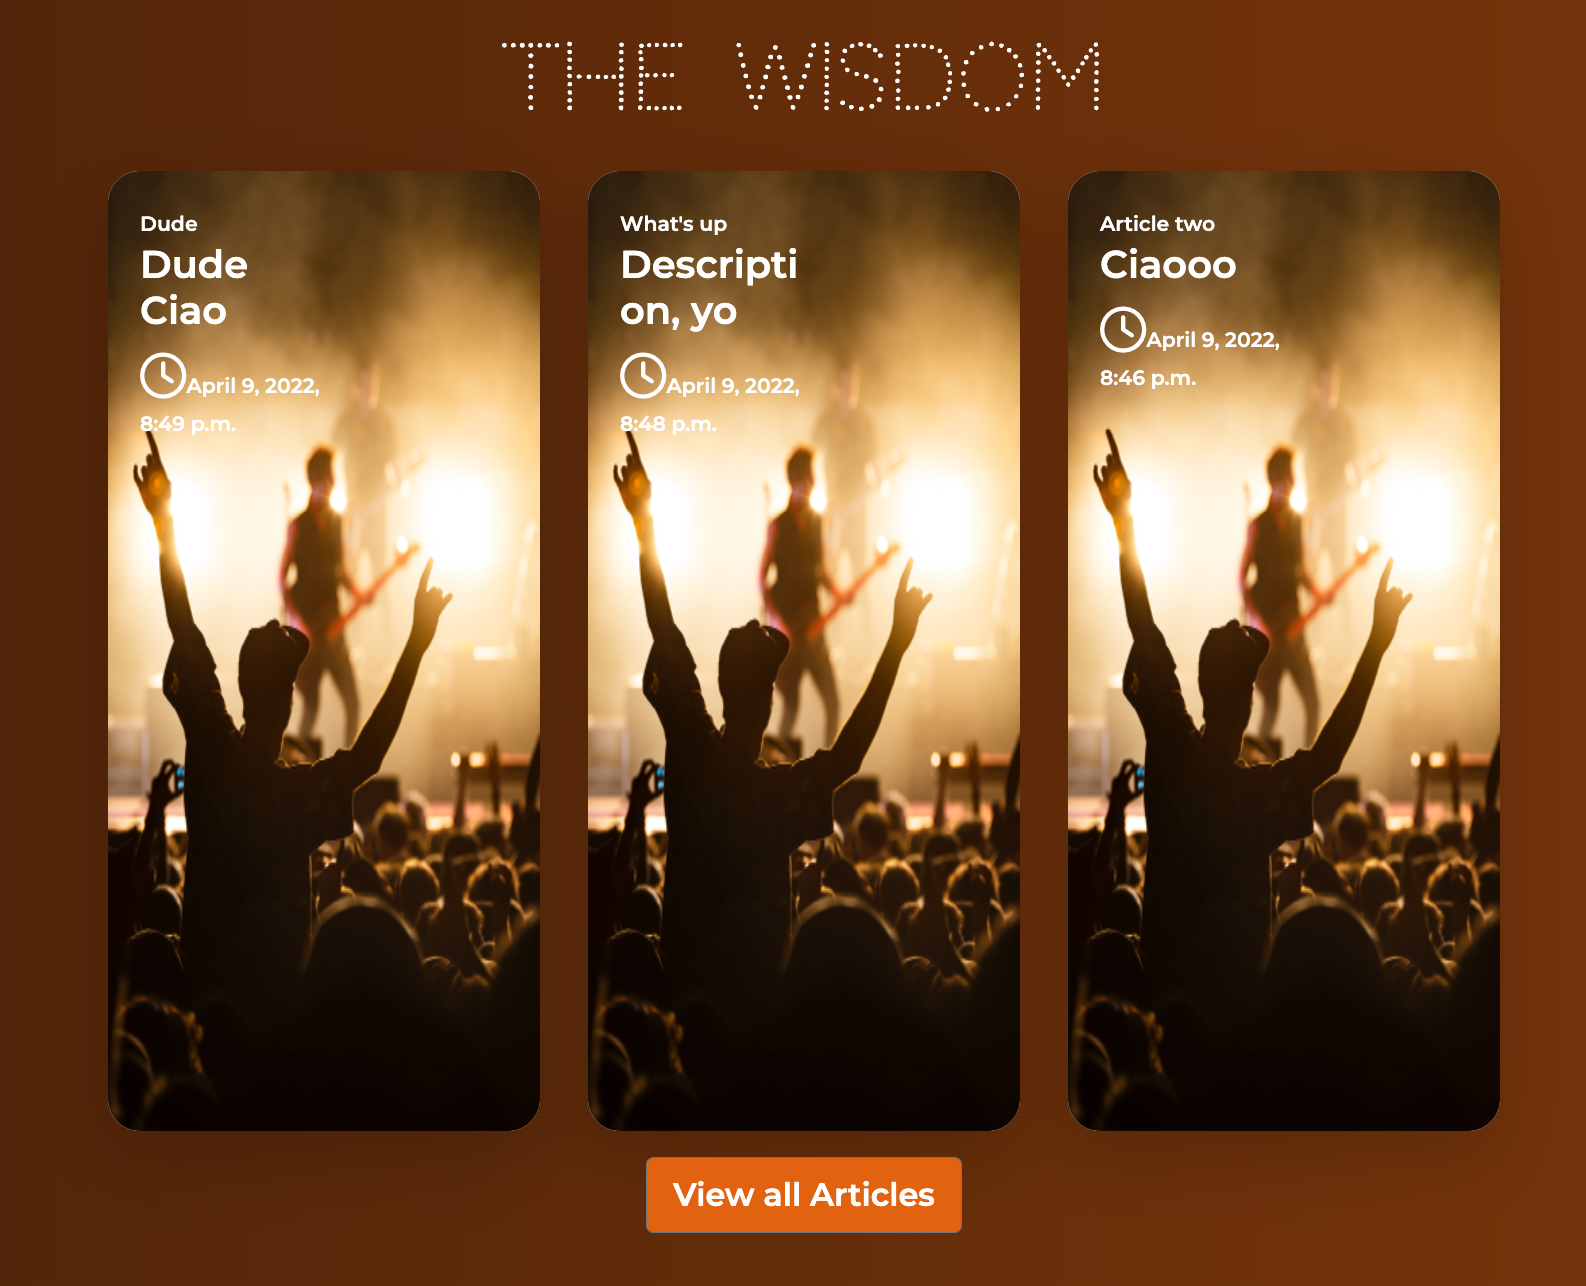 THE WISDOM
Dude
Dude
Ciao
April 9, 2022,
8:49 p.m.
What's up
Descripti
on, yo
April 9, 2022,
8:48 p.m.
Article two
Ciaooo
April 9, 2022,
8:46 p.m.
View all Articles